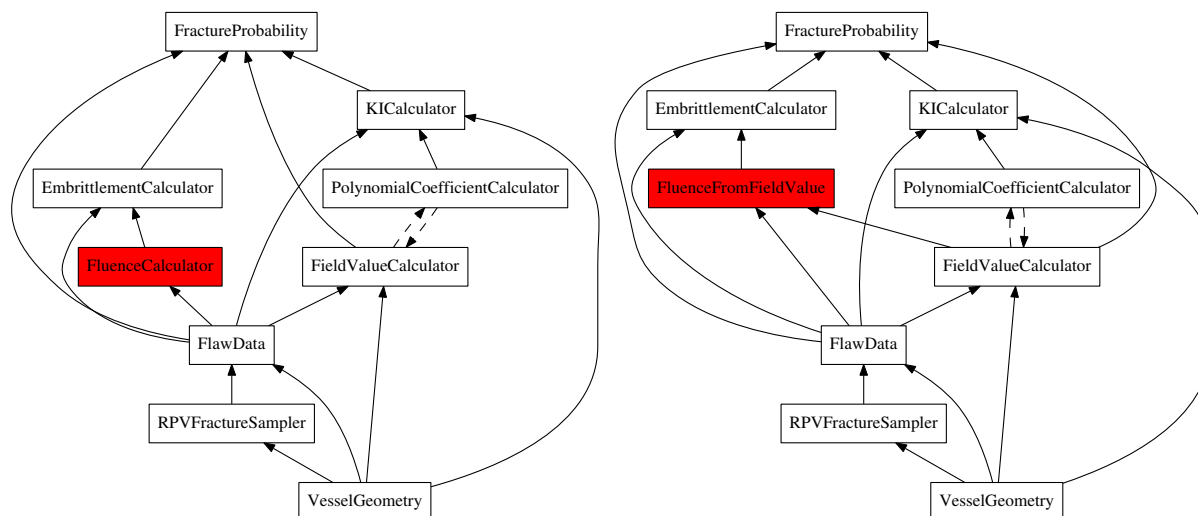 FractureProbability
KICalculator
EmbrittlementCalculator
PolynomialCoefficientCalculator
FluenceCalculator
FieldValueCalculator
FlawData
RPVFractureSampler
VesselGeometry
FractureProbability
EmbrittlementCalculator
KICalculator
FluenceFromFieldValue
PolynomialCoefficientCalculator
FieldValueCalculator
FlawData
RPVFractureSampler
VesselGeometry